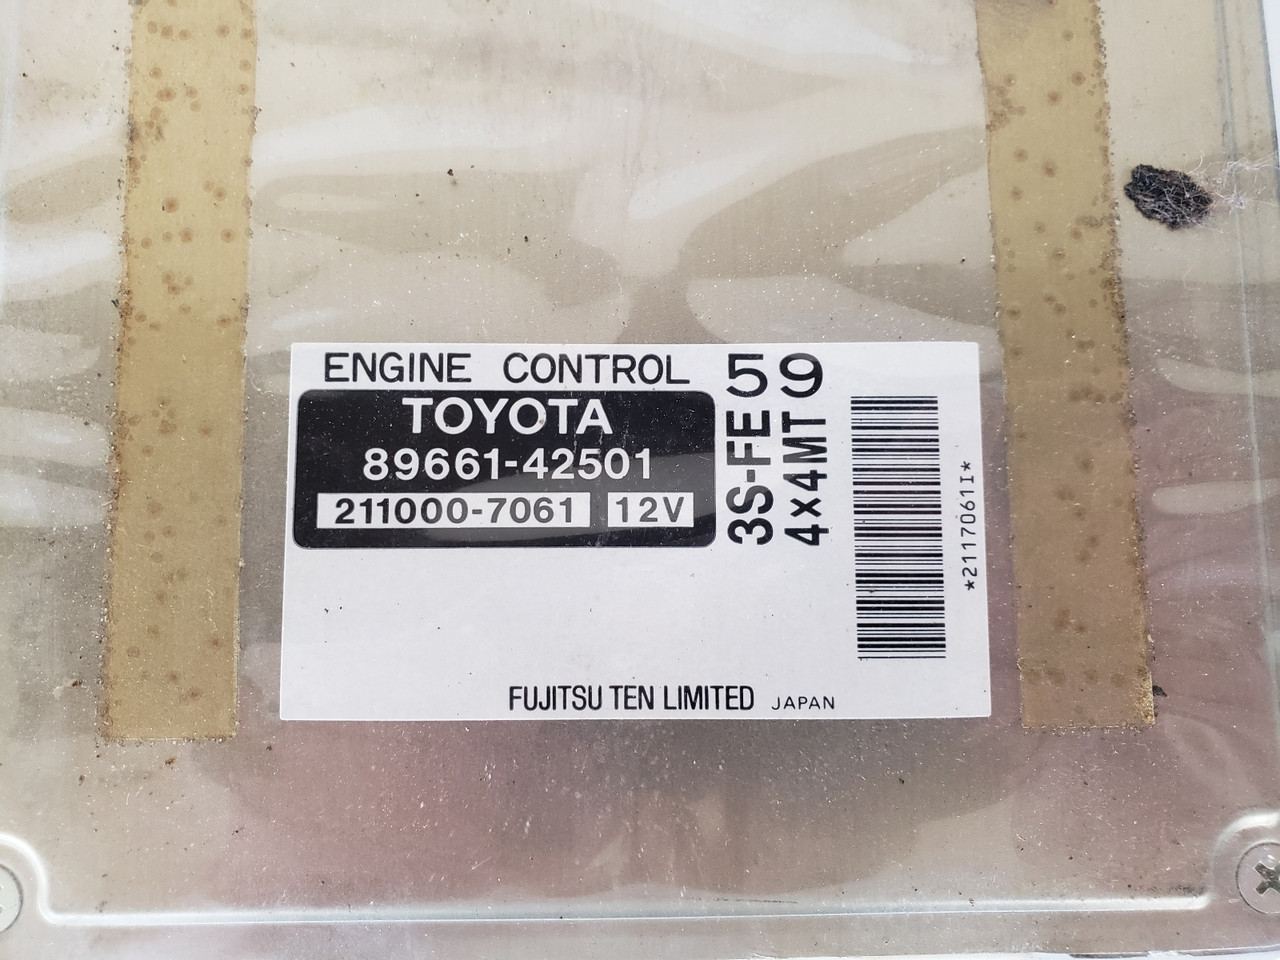 ENGINE CONTROL
TOYOTA
89661-42501
211000-7061 12V
59
3S-FE
4×4MT
*2117061I*
FUJITSU TEN LIMITED JAPAN